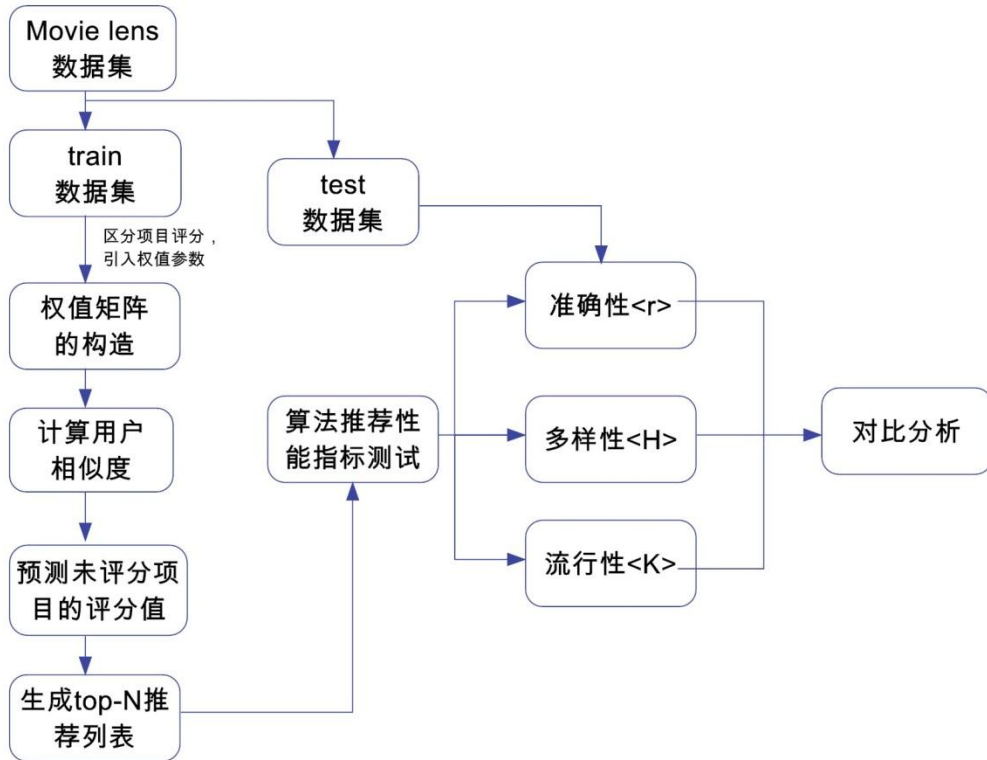 Movie lens
数据集
train
数据集
test
数据集
区分项目评分，
引入权值参数
权值矩阵
的构造
计算用户
相似度
预测未评分项
目的评分值
生成top-N推
荐列表
算法推荐性
能指标测试
准确性<r>
多样性<H>
流行性<K>
对比分析